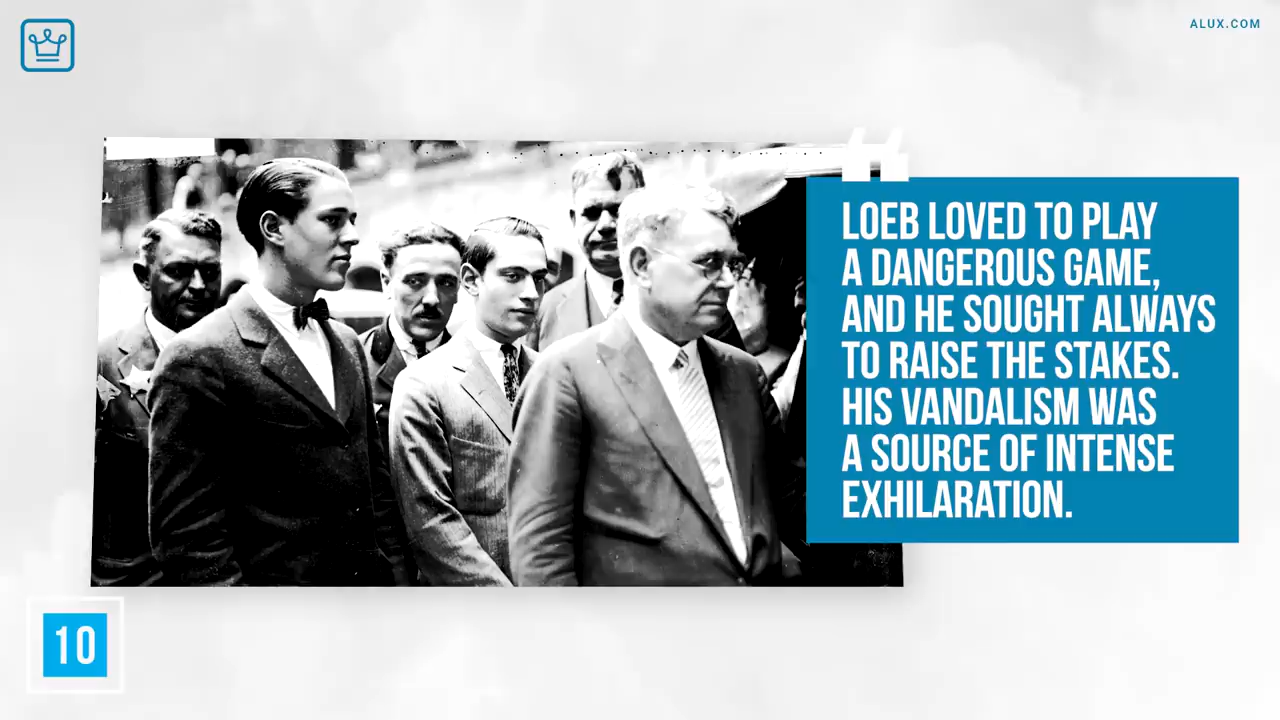 ALUX.COM
LOEB LOVED TO PLAY
A DANGEROUS GAME,
AND HE SOUGHT ALWAYS
TO RAISE THE STAKES.
HIS VANDALISM WAS
A SOURCE OF INTENSE
EXHILARATION.
10